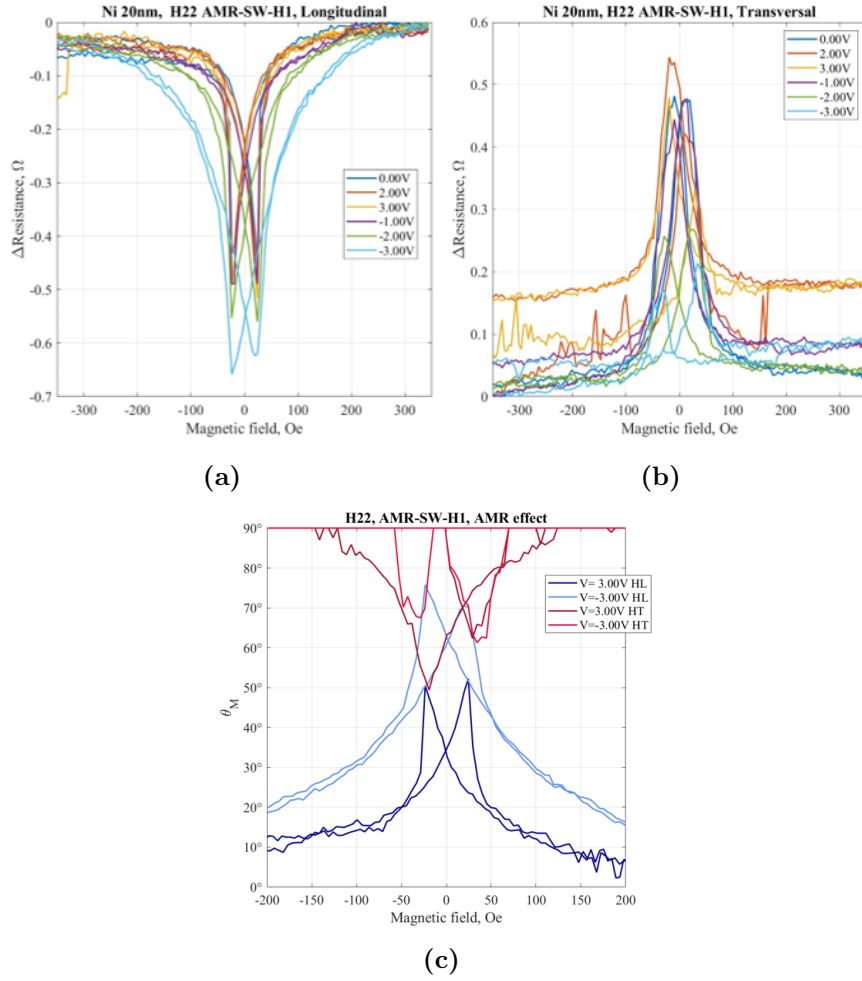 Ni 20nm, H22 AMR-SW-H1, Longitudinal
0
-0.1
-0.2
-0.3
-0.4
-0.5
-0.6
-0.7
ΔResistance, Ω
0.00V
2.00V
3.00V
-1.00V
-2.00V
-3.00V
-300 -200 -100 0 100 200 300
Magnetic field, Oe
(a)
Ni 20nm, H22 AMR-SW-H1, Transversal
0.6
0.5
0.4
0.3
0.2
0.1
0
ΔResistance, Ω
0.00V
2.00V
3.00V
-1.00V
-2.00V
-3.00V
-300 -200 -100 0 100 200 300
Magnetic field, Oe
(b)
H22, AMR-SW-H1, AMR effect
90°
80°
70°
60°
50°
40°
30°
20°
10°
0°
θM
V= 3.00V HL
V=-3.00V HL
V=3.00V HT
V=-3.00V HT
-200 -150 -100 -50 0 50 100 150 200
Magnetic field, Oe
(c)